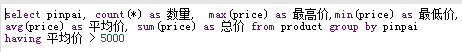 select pinpai, count(*) as 数量, max(price) as 最高价,min(price) as 最低价,
avg(price) as 平均价, sum(price) as 总价 from product group by pinpai
having 平均价 > 5000